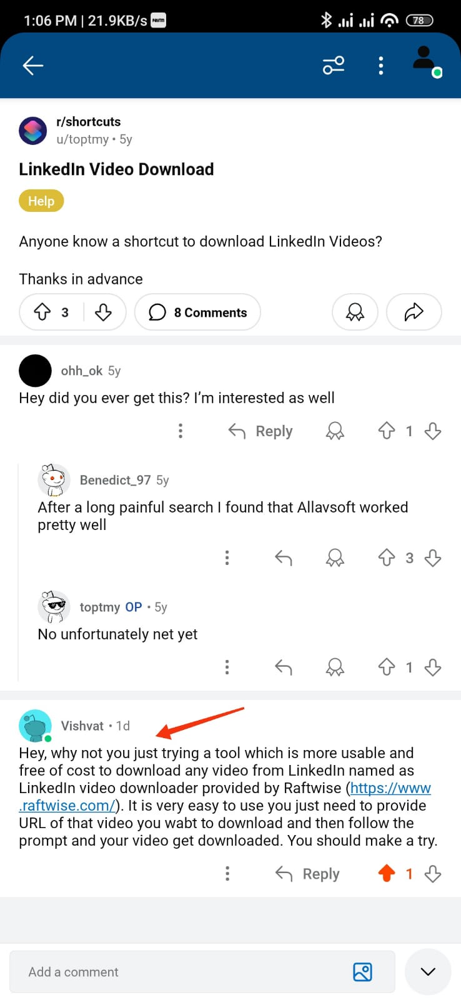 1:06 PM | 21.9KB/s paytm
78
r/shortcuts
u/toptmy • 5y
LinkedIn Video Download
Help
Anyone know a shortcut to download LinkedIn Videos?
Thanks in advance
3
8 Comments
ohh_ok 5y
Hey did you ever get this? I’m interested as well
Reply 1
Benedict_97 5y
After a long painful search I found that Allavsoft worked
pretty well
3
toptmy OP • 5y
No unfortunately net yet
1
Vishvat • 1d
Hey, why not you just trying a tool which is more usable and
free of cost to download any video from LinkedIn named as
LinkedIn video downloader provided by Raftwise (https://www
.raftwise.com/). It is very easy to use you just need to provide
URL of that video you wabt to download and then follow the
prompt and your video get downloaded. You should make a try.
Reply 1
Add a comment